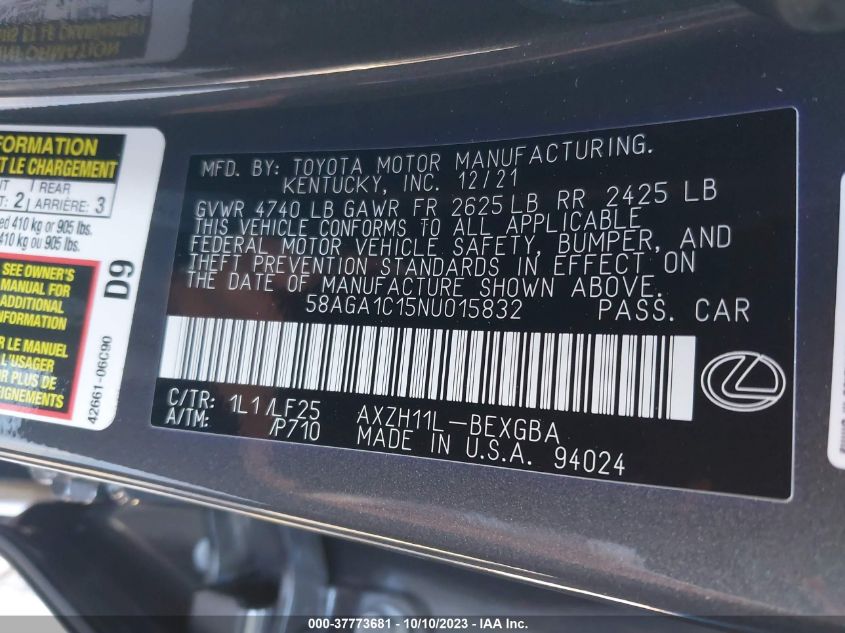 FORMATION
T LE CHARGEMENT
NT REAR
T: 2 ARRIÈRE: 3
ed 410 kg or 905 lbs.
410 kg ou 905 lbs.
SEE OWNER'S
MANUAL FOR
ADDITIONAL
INFORMATION
R LE MANUEL
L'USAGER
R PLUS DE
SEIGNEMENTS
D9
42661-06C90
MFD. BY: TOYOTA MOTOR MANUFACTURING.
KENTUCKY, INC. 12/21
GVWR 4740 LB GAWR FR 2625 LB RR 2425 LB
THIS VEHICLE CONFORMS TO ALL APPLICABLE
FEDERAL MOTOR VEHICLE SAFETY, BUMPER, AND
THEFT PREVENTION STANDARDS IN EFFECT ON
THE DATE OF MANUFACTURE SHOWN ABOVE.
58AGA1C15NU015832 PASS. CAR
C/TR: 1L1/LF25 AXZH11L-BEXGBA
A/TM: /P710 MADE IN U.S.A. 94024
000-37773681 - 10/10/2023 - IAA Inc.